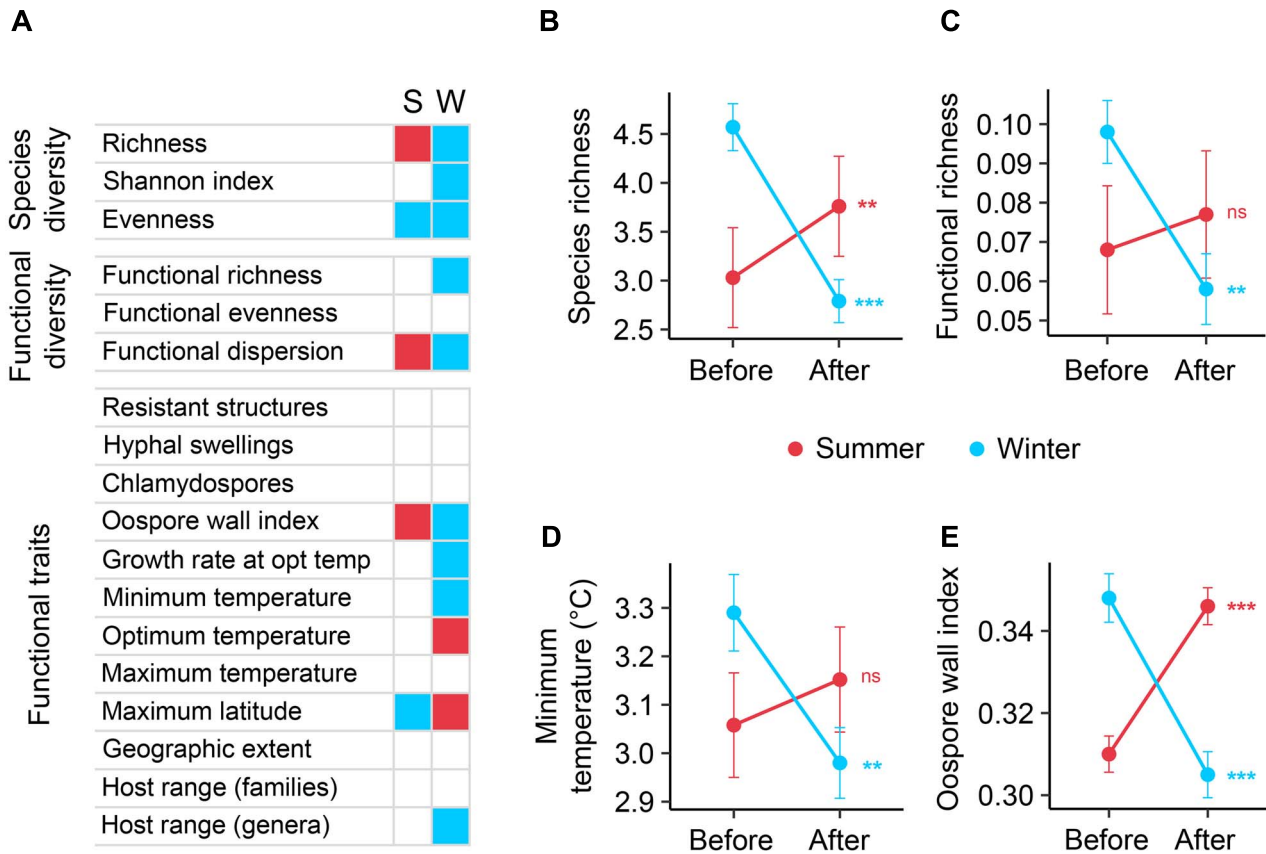 A
S W
Species
diversity
Richness
Shannon index
Evenness
Functional
diversity
Functional richness
Functional evenness
Functional dispersion
Functional traits
Resistant structures
Hyphal swellings
Chlamydospores
Oospore wall index
Growth rate at opt temp
Minimum temperature
Optimum temperature
Maximum temperature
Maximum latitude
Geographic extent
Host range (families)
Host range (genera)
B
Species richness
4.5
4.0
3.5
3.0
2.5
**
***
Before After
C
Functional richness
0.10
0.09
0.08
0.07
0.06
0.05
ns
**
Before After
Summer Winter
D
Minimum
temperature (°C)
3.3
3.2
3.1
3.0
2.9
ns
**
Before After
E
Oospore wall index
0.34
0.32
0.30
***
***
Before After